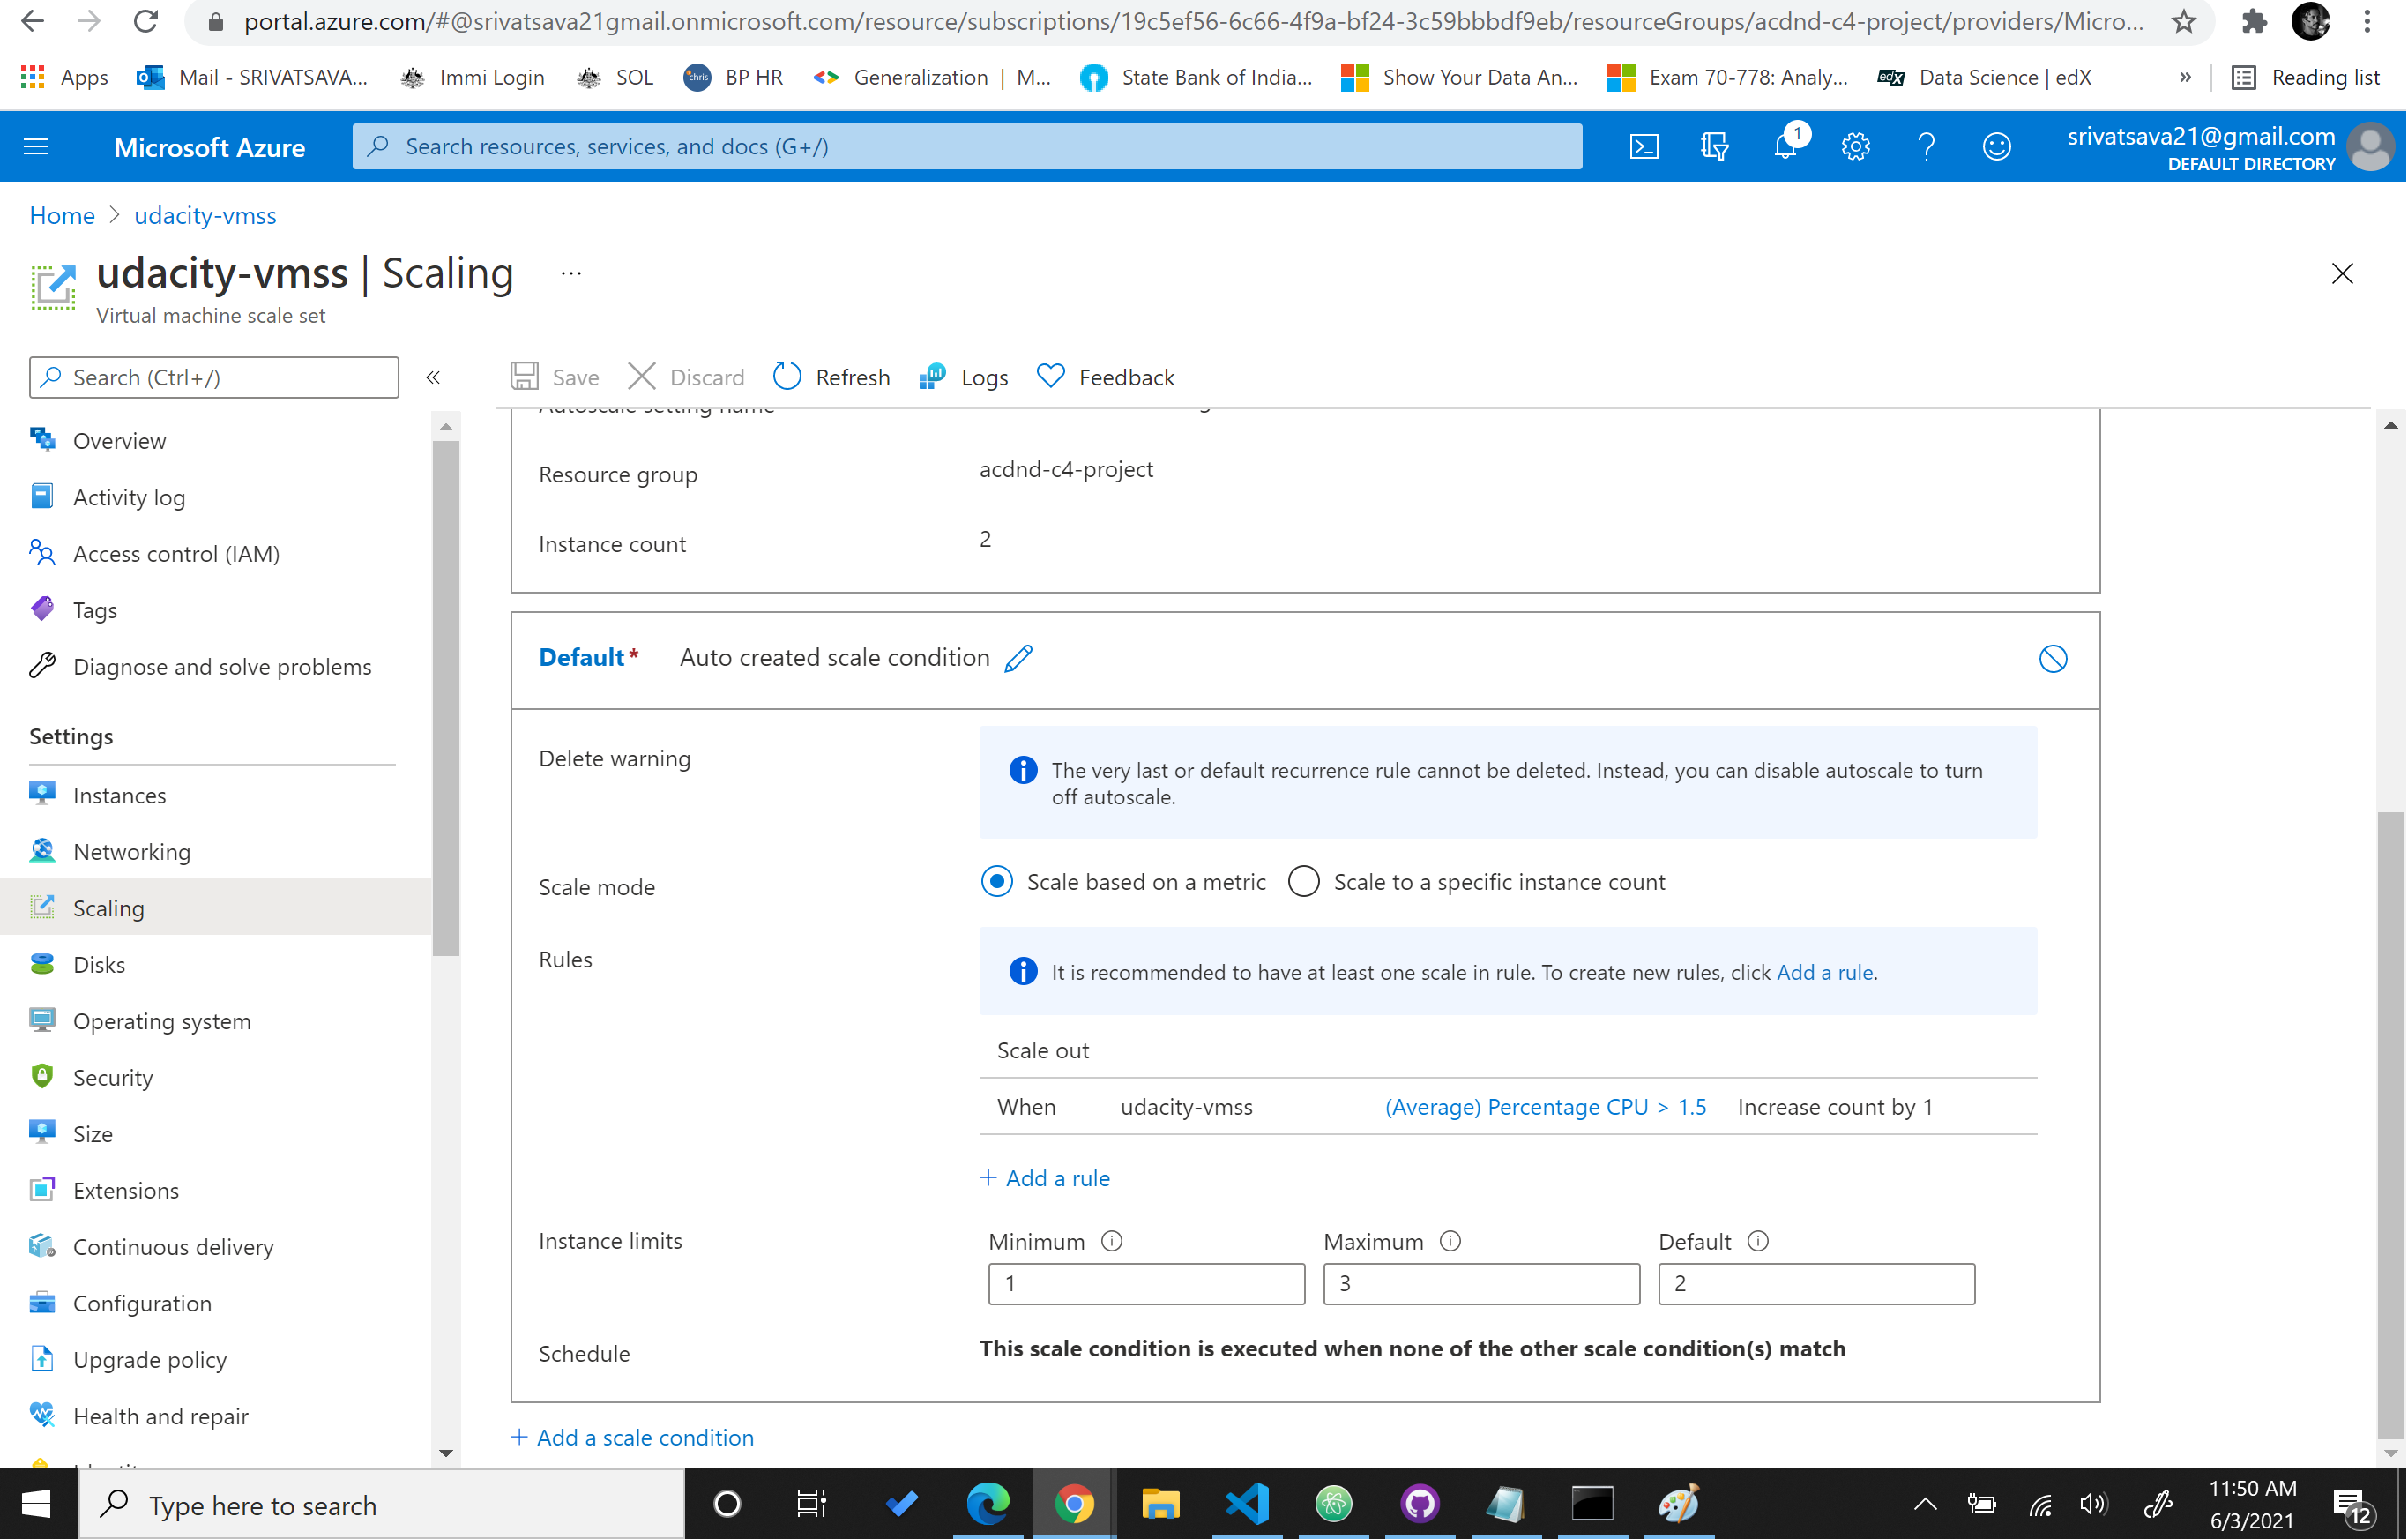 portal.azure.com/#@srivatsava21gmail.onmicrosoft.com/resource/subscriptions/19c5ef56-6c66-4f9a-bf24-3c59bbbdf9eb/resourceGroups/acdnd-c4-project/providers/Micro...
Apps Mail - SRIVATSAVA... Immi Login SOL chris BP HR Generalization | M... State Bank of India... Show Your Data An... Exam 70-778: Analy... edX Data Science | edX » Reading list
Microsoft Azure Search resources, services, and docs (G+/) 1 srivatsava21@gmail.com
DEFAULT DIRECTORY
Home > udacity-vmss
udacity-vmss | Scaling ...
Virtual machine scale set
Search (Ctrl+/) «
Save Discard Refresh Logs Feedback
Overview
Activity log
Access control (IAM)
Tags
Diagnose and solve problems
Settings
Instances
Networking
Scaling
Disks
Operating system
Security
Size
Extensions
Continuous delivery
Configuration
Upgrade policy
Health and repair
Autoscale setting name
Resource group acdnd-c4-project
Instance count 2
Default* Auto created scale condition
Delete warning The very last or default recurrence rule cannot be deleted. Instead, you can disable autoscale to turn
off autoscale.
Scale mode Scale based on a metric Scale to a specific instance count
Rules It is recommended to have at least one scale in rule. To create new rules, click Add a rule.
Scale out
When udacity-vmss (Average) Percentage CPU > 1.5 Increase count by 1
+ Add a rule
Instance limits Minimum Maximum Default
1 3 2
Schedule This scale condition is executed when none of the other scale condition(s) match
+ Add a scale condition
Type here to search
11:50 AM
6/3/2021
12